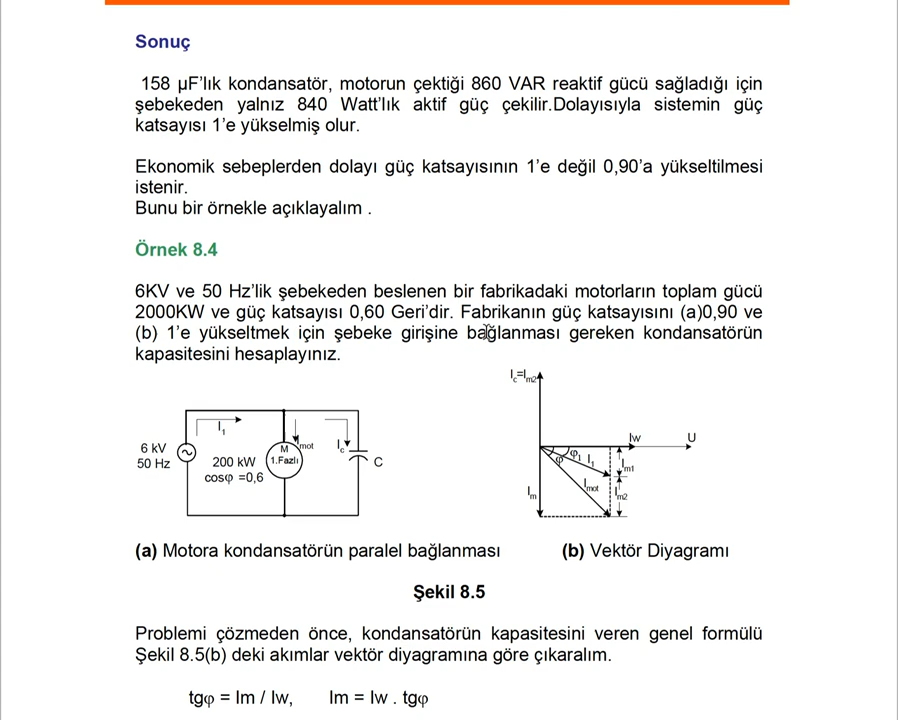 Sonuç
158 µF'lık kondansatör, motorun çektiği 860 VAR reaktif gücü sağladığı için
şebekeden yalnız 840 Watt'lık aktif güç çekilir.Dolayısıyla sistemin güç
katsayısı 1'e yükselmiş olur.
Ekonomik sebeplerden dolayı güç katsayısının 1'e değil 0,90'a yükseltilmesi
istenir.
Bunu bir örnekle açıklayalım .
Örnek 8.4
6KV ve 50 Hz'lik şebekeden beslenen bir fabrikadaki motorların toplam gücü
2000KW ve güç katsayısı 0,60 Geri'dir. Fabrikanın güç katsayısını (a)0,90 ve
(b) 1'e yükseltmek için şebeke girişine bağlanması gereken kondansatörün
kapasitesini hesaplayınız.
Ic=Im2
I1
Imot
Ic
6 kV
50 Hz
M
1.Fazlı
200 kW
cosφ =0,6
C
Iw
U
φ
φ1
I1
Im1
Im
Imot
Im2
(a) Motora kondansatörün paralel bağlanması
(b) Vektör Diyagramı
Şekil 8.5
Problemi çözmeden önce, kondansatörün kapasitesini veren genel formülü
Şekil 8.5(b) deki akımlar vektör diyagramına göre çıkaralım.
tgφ = Im / Iw, Im = Iw . tgφ